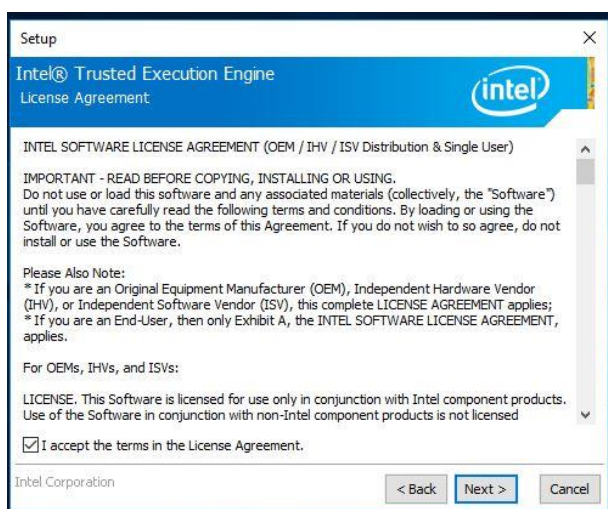 Setup
Intel® Trusted Execution Engine
License Agreement
intel
INTEL SOFTWARE LICENSE AGREEMENT (OEM / IHV / ISV Distribution & Single User)
IMPORTANT - READ BEFORE COPYING, INSTALLING OR USING.
Do not use or load this software and any associated materials (collectively, the "Software")
until you have carefully read the following terms and conditions. By loading or using the
Software, you agree to the terms of this Agreement. If you do not wish to so agree, do not
install or use the Software.
Please Also Note:
* If you are an Original Equipment Manufacturer (OEM), Independent Hardware Vendor
(IHV), or Independent Software Vendor (ISV), this complete LICENSE AGREEMENT applies;
* If you are an End-User, then only Exhibit A, the INTEL SOFTWARE LICENSE AGREEMENT,
applies.
For OEMs, IHVs, and ISVs:
LICENSE. This Software is licensed for use only in conjunction with Intel component products.
Use of the Software in conjunction with non-Intel component products is not licensed
I accept the terms in the License Agreement.
Intel Corporation
< Back Next > Cancel